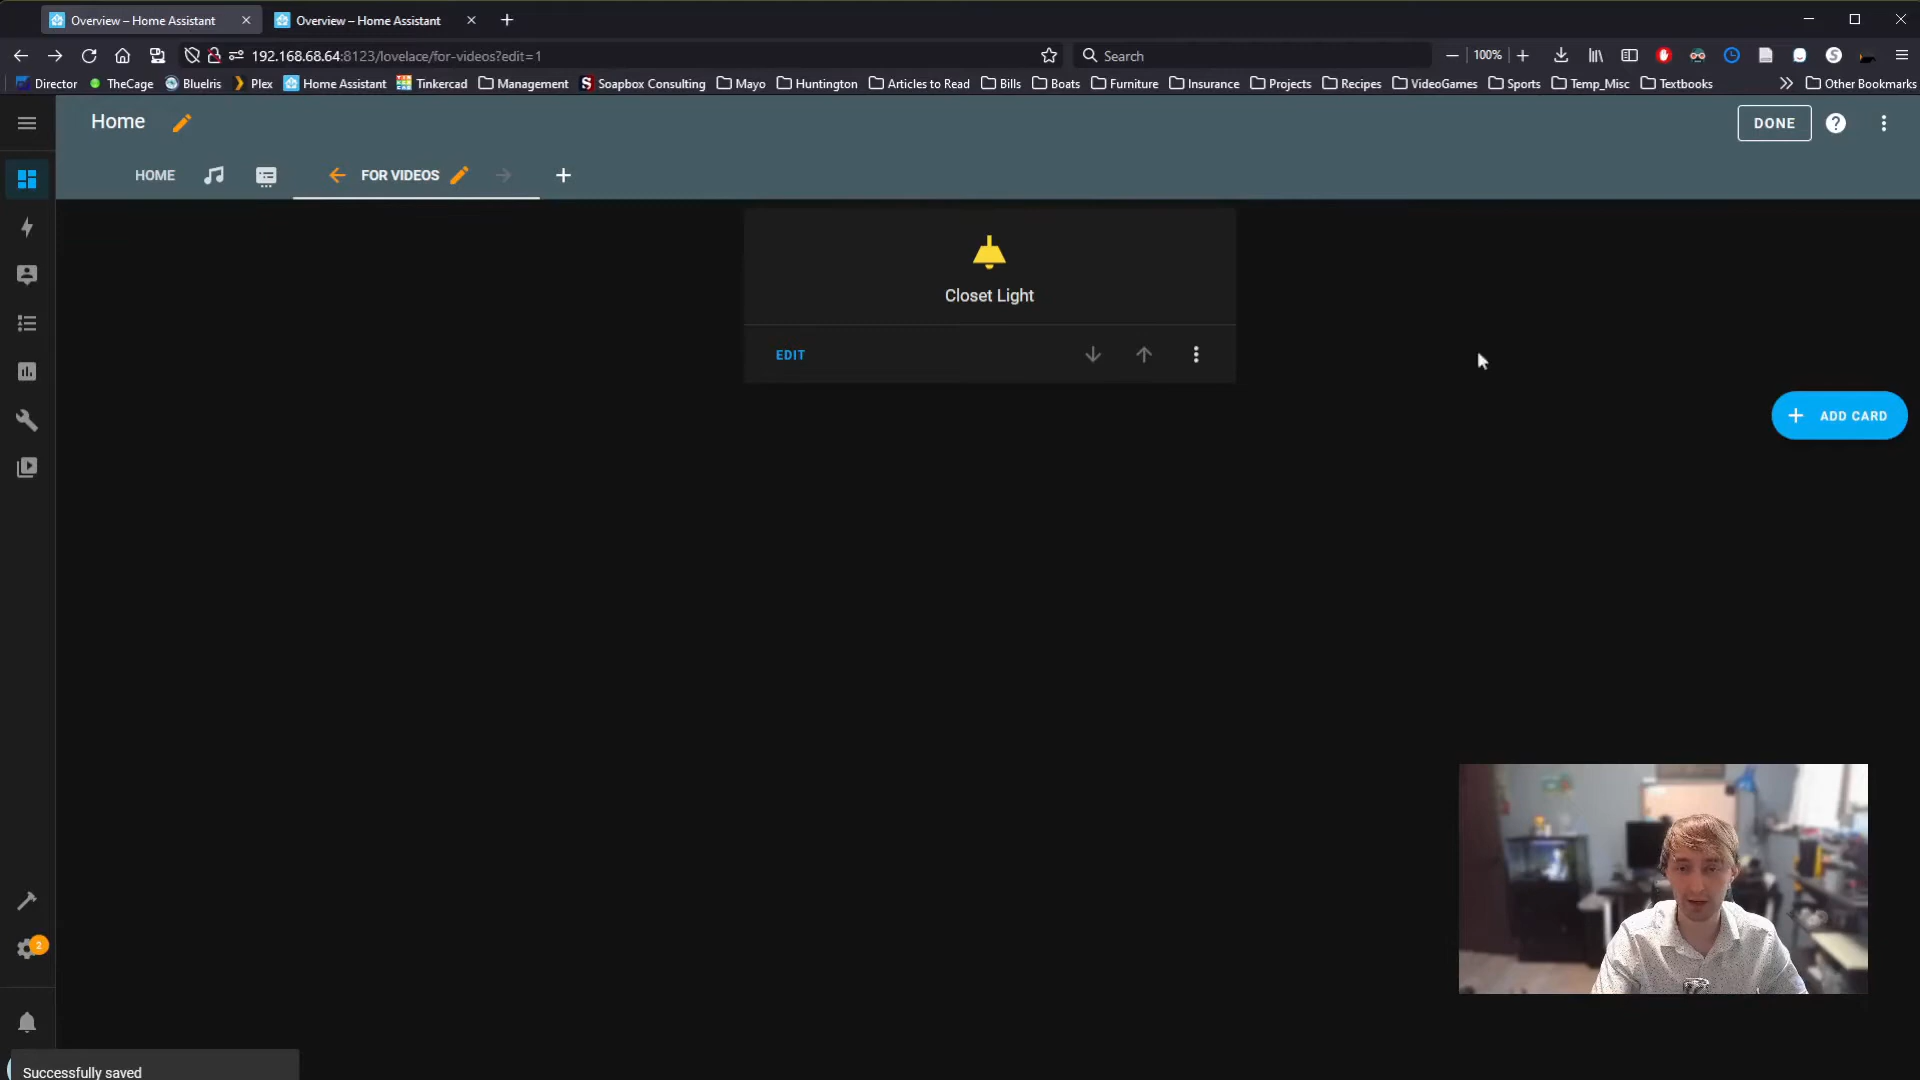 Overview – Home Assistant
Overview – Home Assistant
192.168.68.64:8123/lovelace/for-videos?edit=1
Search
100%
Director
TheCage
BlueIris
Plex
Home Assistant
Tinkercad
Management
Soapbox Consulting
Mayo
Huntington
Articles to Read
Bills
Boats
Furniture
Insurance
Projects
Recipes
VideoGames
Sports
Temp_Misc
Textbooks
Other Bookmarks
Home
DONE
HOME
FOR VIDEOS
Closet Light
EDIT
ADD CARD
2
Successfully saved